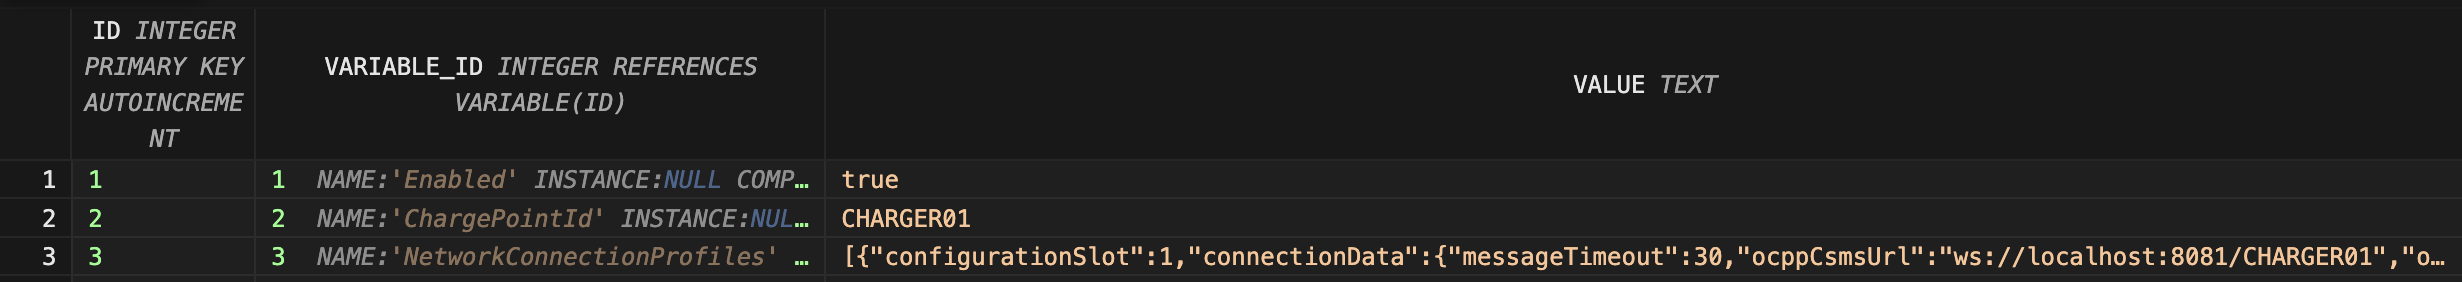 ID INTEGER
PRIMARY KEY
AUTOINCREME
NT
VARIABLE_ID INTEGER REFERENCES
VARIABLE(ID)
VALUE TEXT
1 1 1 NAME:'Enabled' INSTANCE:NULL COMP… true
2 2 2 NAME:'ChargePointId' INSTANCE:NUL… CHARGER01
3 3 3 NAME:'NetworkConnectionProfiles' … [{"configurationSlot":1,"connectionData":{"messageTimeout":30,"ocppCsmsUrl":"ws://localhost:8081/CHARGER01","o…